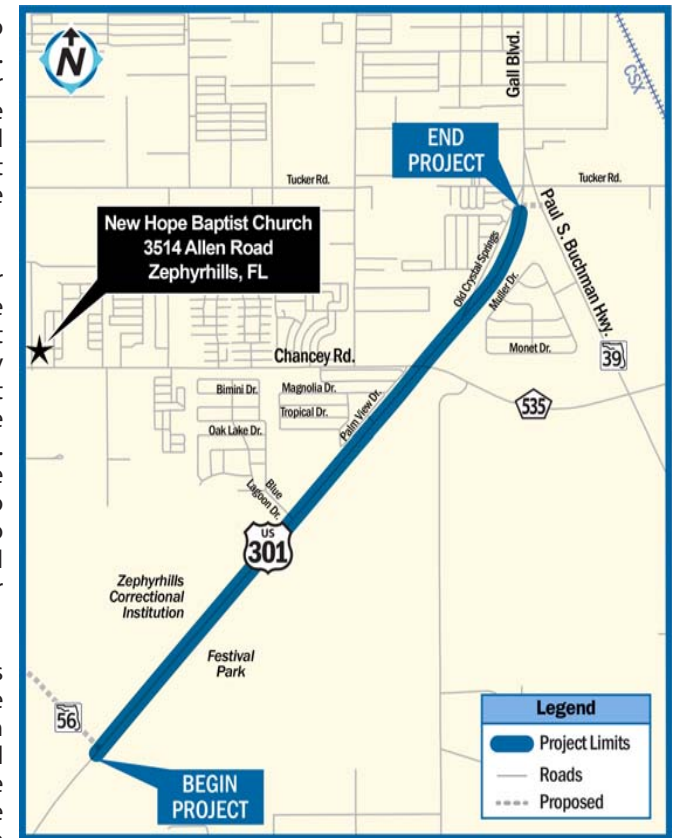 N
Gall Blvd.
CSX
END
PROJECT
Tucker Rd.
Tucker Rd.
New Hope Baptist Church
3514 Allen Road
Zephyrhills, FL
Paul S. Buchman Hwy.
Old Crystal Springs
Muller Dr.
Monet Dr.
39
Chancey Rd.
535
Bimini Dr.
Magnolia Dr.
Tropical Dr.
Palm View Dr.
Oak Lake Dr.
Blue
Lagoon Dr.
US
301
Zephyrhills
Correctional
Institution
Festival
Park
56
BEGIN
PROJECT
Legend
Project Limits
Roads
Proposed